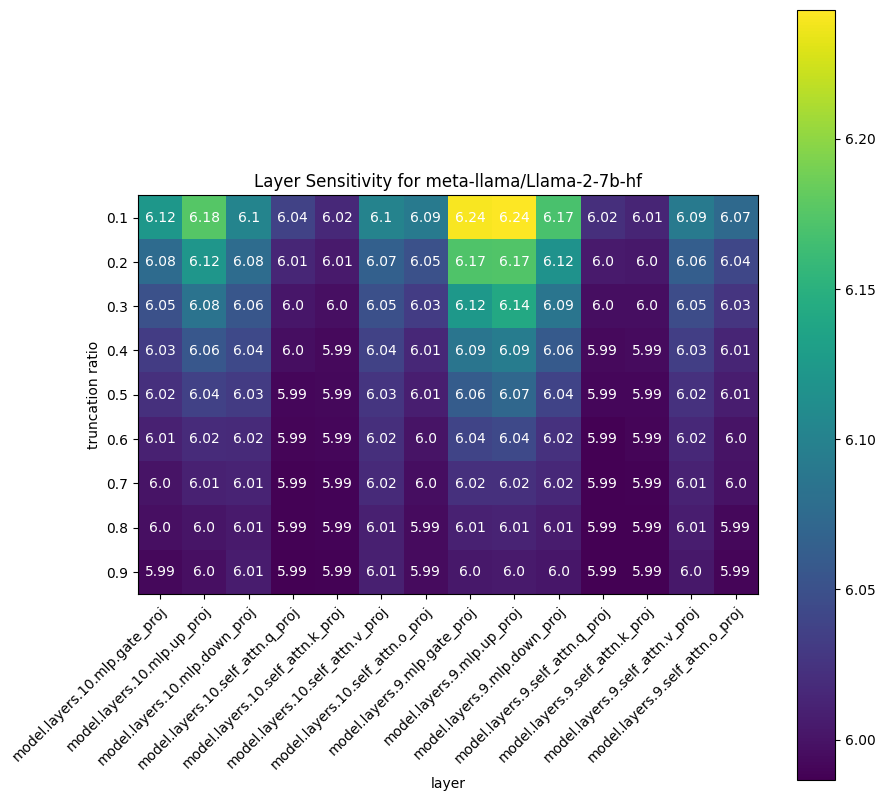 Layer Sensitivity for meta-llama/Llama-2-7b-hf
6.20
0.1 6.12 6.18 6.1 6.04 6.02 6.1 6.09 6.24 6.24 6.17 6.02 6.01 6.09 6.07
0.2 6.08 6.12 6.08 6.01 6.01 6.07 6.05 6.17 6.17 6.12 6.0 6.0 6.06 6.04
6.15
0.3 6.05 6.08 6.06 6.0 6.0 6.05 6.03 6.12 6.14 6.09 6.0 6.0 6.05 6.03
0.4 6.03 6.06 6.04 6.0 5.99 6.04 6.01 6.09 6.09 6.06 5.99 5.99 6.03 6.01
truncation ratio
0.5 6.02 6.04 6.03 5.99 5.99 6.03 6.01 6.06 6.07 6.04 5.99 5.99 6.02 6.01
6.10
0.6 6.01 6.02 6.02 5.99 5.99 6.02 6.0 6.04 6.04 6.02 5.99 5.99 6.02 6.0
0.7 6.0 6.01 6.01 5.99 5.99 6.02 6.0 6.02 6.02 6.02 5.99 5.99 6.01 6.0
0.8 6.0 6.0 6.01 5.99 5.99 6.01 5.99 6.01 6.01 6.01 5.99 5.99 6.01 5.99
0.9 5.99 6.0 6.01 5.99 5.99 6.01 5.99 6.0 6.0 6.0 5.99 5.99 6.0 5.99
6.05
model.layers.10.mlp.gate_proj
model.layers.10.mlp.up_proj
model.layers.10.mlp.down_proj
model.layers.10.self_attn.q_proj
model.layers.10.self_attn.k_proj
model.layers.10.self_attn.v_proj
model.layers.10.self_attn.o_proj
model.layers.9.mlp.gate_proj
model.layers.9.mlp.up_proj
model.layers.9.mlp.down_proj
model.layers.9.self_attn.q_proj
model.layers.9.self_attn.k_proj
model.layers.9.self_attn.v_proj
model.layers.9.self_attn.o_proj
6.00
layer